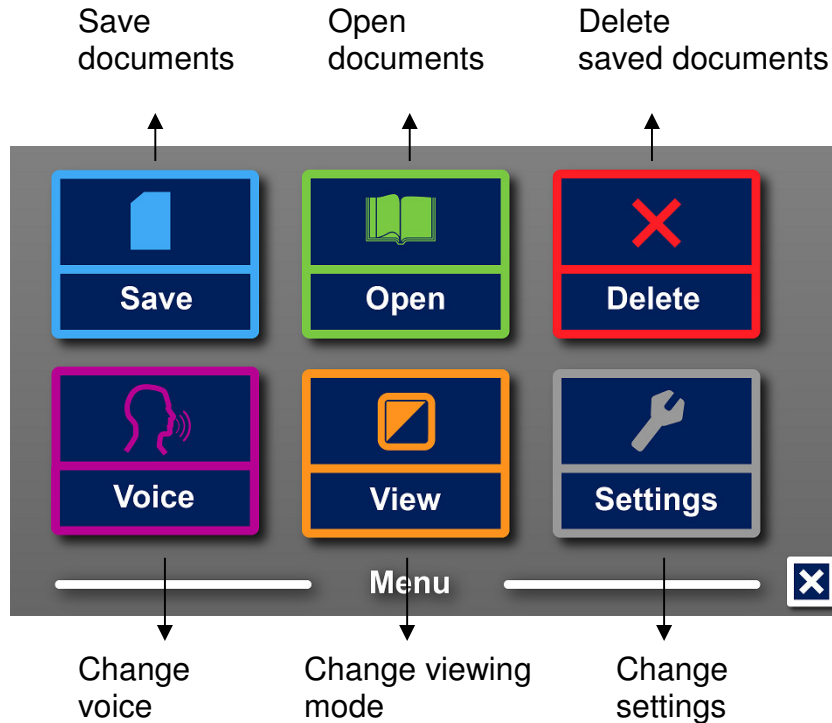 Save
documents
Open
documents
Delete
saved documents
Save
Open
Delete
Voice
View
Settings
Menu
Change
voice
Change viewing
mode
Change
settings